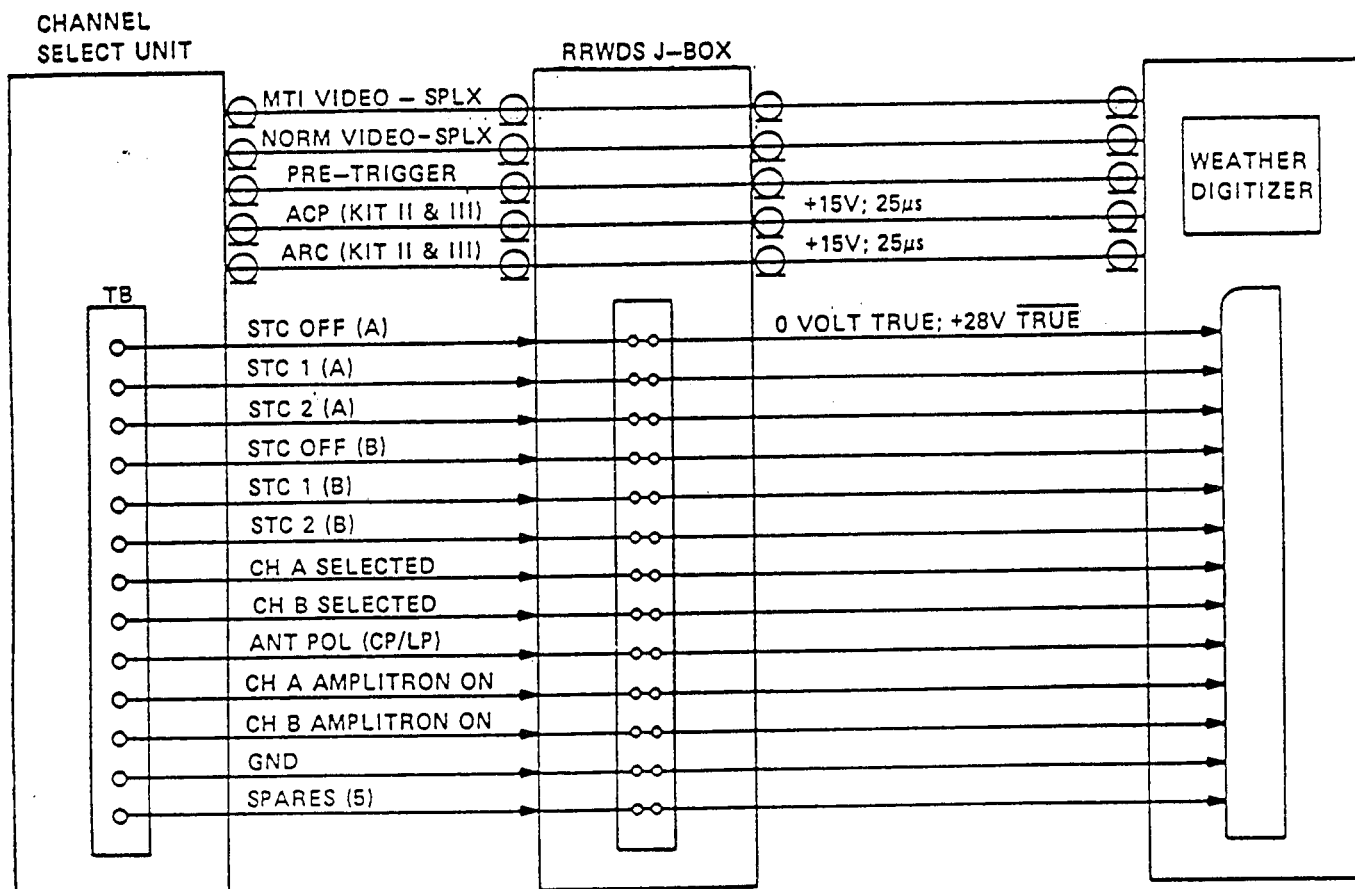 CHANNEL
SELECT UNIT
RRWDS J-BOX
MTI VIDEO - SPLX
NORM VIDEO-SPLX
WEATHER
DIGITIZER
PRE-TRIGGER
ACP (KIT II & III)
+15V; 25μs
ARC (KIT II & III)
+15V; 25μs
TB
STC OFF (A)
0 VOLT TRUE; +28V T̅R̅U̅E̅
STC 1 (A)
STC 2 (A)
STC OFF (B)
STC 1 (B)
STC 2 (B)
CH A SELECTED
CH B SELECTED
ANT POL (CP/LP)
CH A AMPLITRON ON
CH B AMPLITRON ON
GND
SPARES (5)